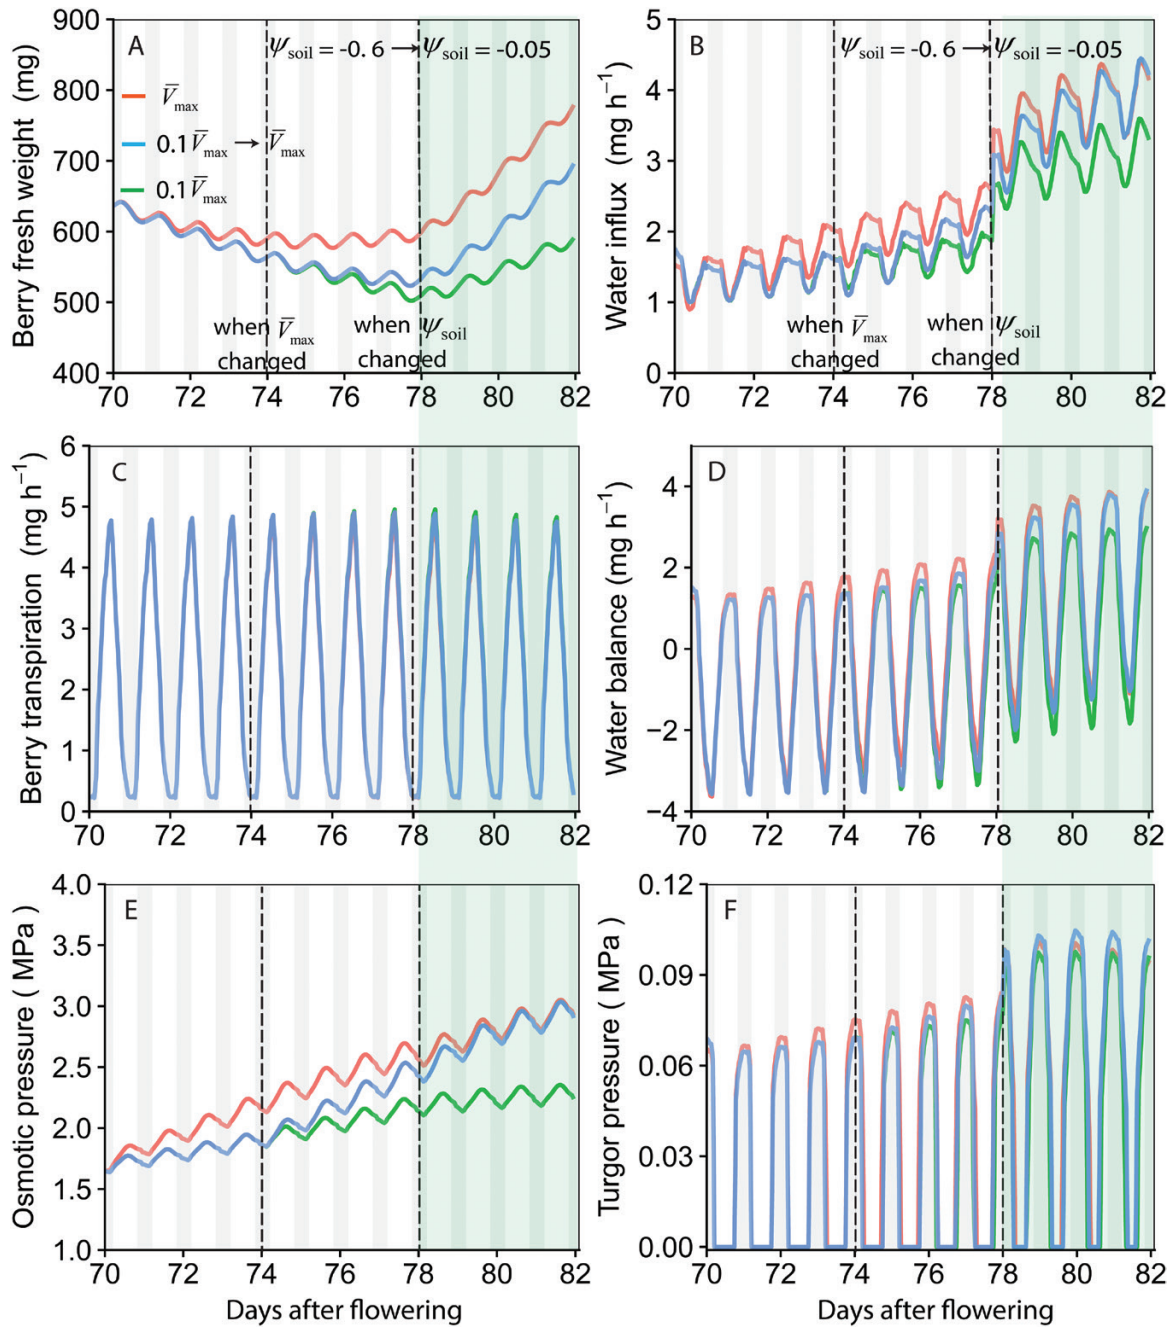 A
ψsoil = -0.6 → ψsoil = -0.05
V̄max
0.1 V̄max → V̄max
0.1 V̄max
when V̄max changed
when ψsoil changed
Berry fresh weight (mg)
900
800
700
600
500
400
70 72 74 76 78 80 82
B
ψsoil = -0.6 → ψsoil = -0.05
when V̄max changed
when ψsoil changed
Water influx (mg h⁻¹)
5
4
3
2
1
0
70 72 74 76 78 80 82
C
Berry transpiration (mg h⁻¹)
6
5
4
3
2
1
0
70 72 74 76 78 80 82
D
Water balance (mg h⁻¹)
4
2
0
−2
−4
70 72 74 76 78 80 82
E
Osmotic pressure ( MPa )
4.0
3.5
3.0
2.5
2.0
1.5
1.0
70 72 74 76 78 80 82
Days after flowering
F
Turgor pressure ( MPa )
0.12
0.09
0.06
0.03
0.00
70 72 74 76 78 80 82
Days after flowering